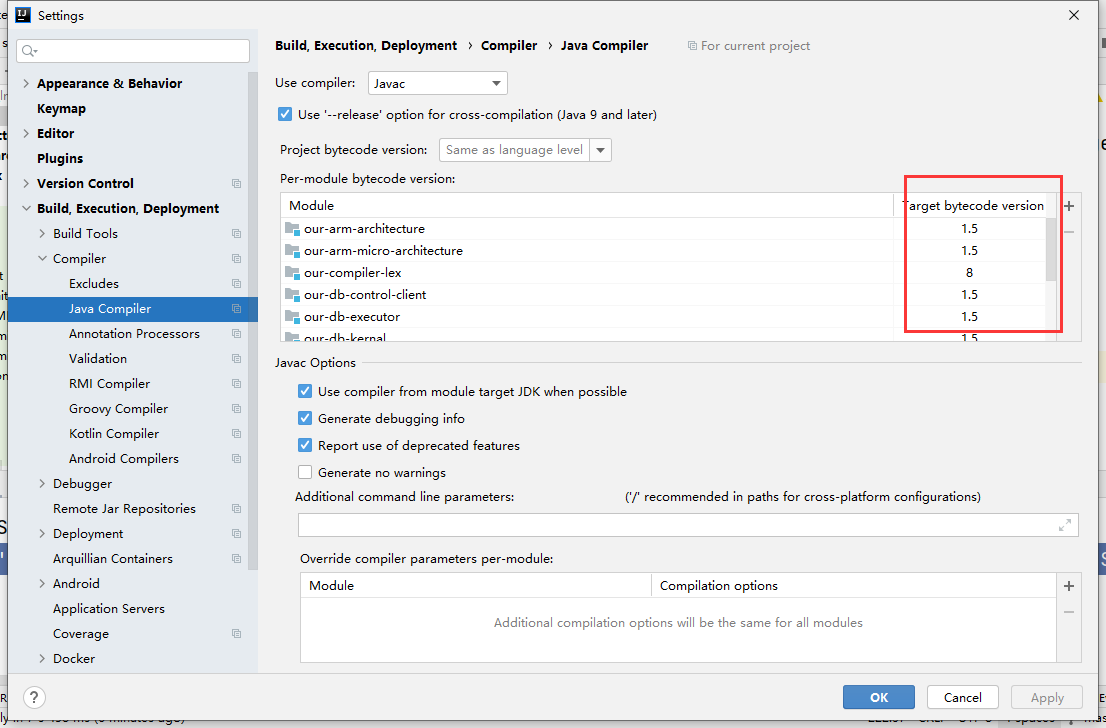 Settings
Build, Execution, Deployment › Compiler › Java Compiler
For current project
Appearance & Behavior
Keymap
Editor
Plugins
Version Control
Build, Execution, Deployment
Build Tools
Compiler
Excludes
Java Compiler
Annotation Processors
Validation
RMI Compiler
Groovy Compiler
Kotlin Compiler
Android Compilers
Debugger
Remote Jar Repositories
Deployment
Arquillian Containers
Android
Application Servers
Coverage
Docker
Use compiler: Javac
Use '--release' option for cross-compilation (Java 9 and later)
Project bytecode version: Same as language level
Per-module bytecode version:
Module Target bytecode version
our-arm-architecture 1.5
our-arm-micro-architecture 1.5
our-compiler-lex 8
our-db-control-client 1.5
our-db-executor 1.5
our-db-kernal 1.5
Javac Options
Use compiler from module target JDK when possible
Generate debugging info
Report use of deprecated features
Generate no warnings
Additional command line parameters: ('/' recommended in paths for cross-platform configurations)
Override compiler parameters per-module:
Module Compilation options
Additional compilation options will be the same for all modules
? OK Cancel Apply